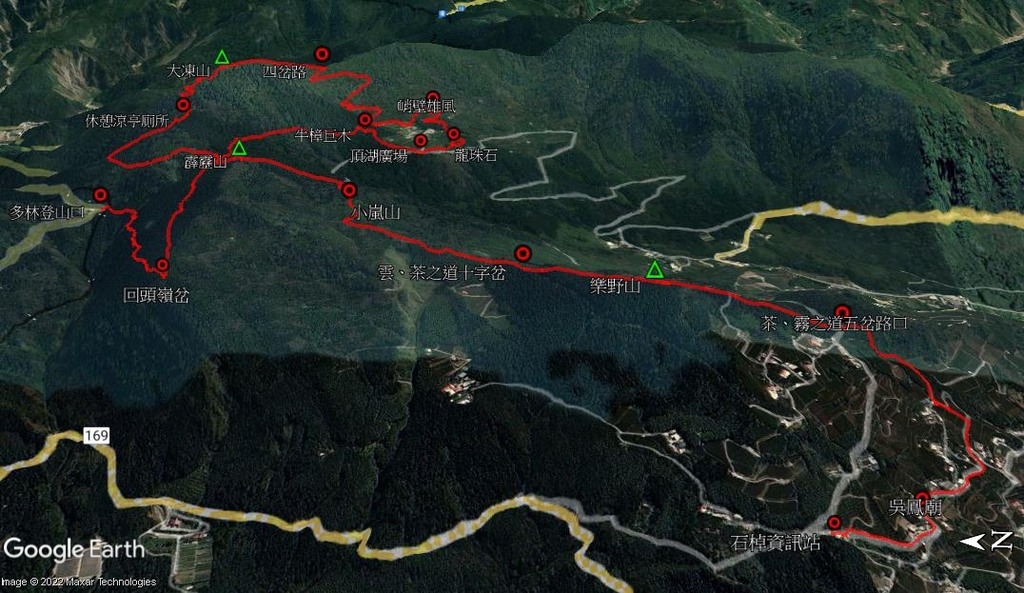 大凍山
四岔路
休憩涼亭廁所
峭壁雄風
牛樟巨木
頂湖廣場
龍珠石
霹靂山
多林登山口
小嵐山
雲、茶之道十字岔
回頭嶺岔
樂野山
茶、霧之道五岔路口
169
吳鳳廟
石棹資訊站
N
Google Earth
Image © 2022 Maxar Technologies